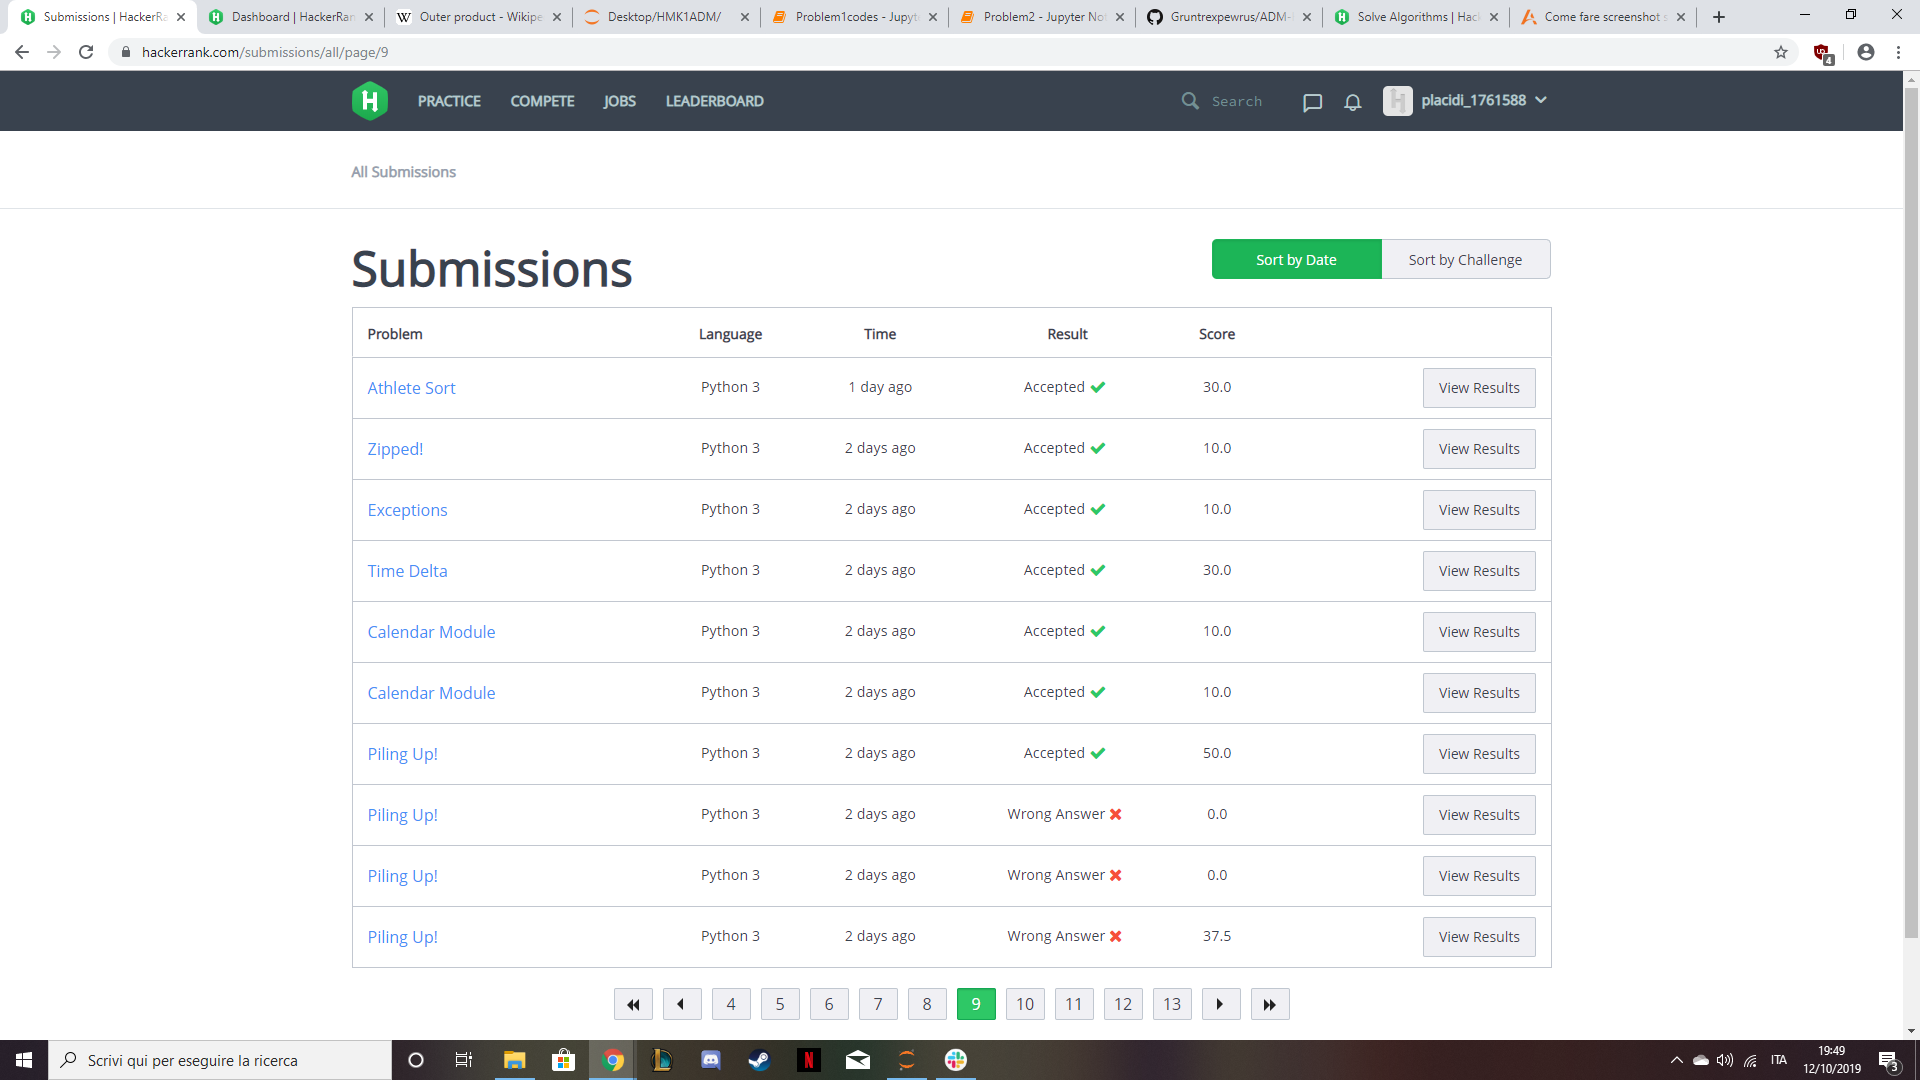 Submissions | HackerRa
Dashboard | HackerRan
Outer product - Wikipe
Desktop/HMK1ADM/
Problem1codes - Jupyt
Problem2 - Jupyter Not
Gruntrexpewrus/ADM-
Solve Algorithms | Hac
Come fare screenshot s
hackerrank.com/submissions/all/page/9
4
PRACTICE COMPETE JOBS LEADERBOARD Search placidi_1761588
All Submissions
Submissions
Sort by Date Sort by Challenge
Problem Language Time Result Score
Athlete Sort Python 3 1 day ago Accepted 30.0 View Results
Zipped! Python 3 2 days ago Accepted 10.0 View Results
Exceptions Python 3 2 days ago Accepted 10.0 View Results
Time Delta Python 3 2 days ago Accepted 30.0 View Results
Calendar Module Python 3 2 days ago Accepted 10.0 View Results
Calendar Module Python 3 2 days ago Accepted 10.0 View Results
Piling Up! Python 3 2 days ago Accepted 50.0 View Results
Piling Up! Python 3 2 days ago Wrong Answer 0.0 View Results
Piling Up! Python 3 2 days ago Wrong Answer 0.0 View Results
Piling Up! Python 3 2 days ago Wrong Answer 37.5 View Results
4 5 6 7 8 9 10 11 12 13
Scrivi qui per eseguire la ricerca
ITA
19:49
12/10/2019
3